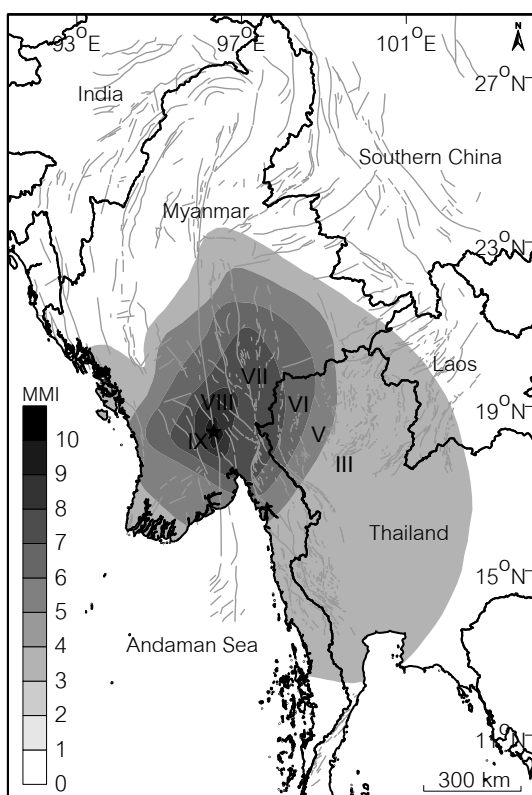 93°E 97°E 101°E
N
27°N
India
Southern China
Myanmar
23°N
Laos
MMI
VII
VIII
VI
19°N
10
IX
V
9
III
8
Thailand
7
6
15°N
5
4
Andaman Sea
3
2
11°N
1
0
300 km